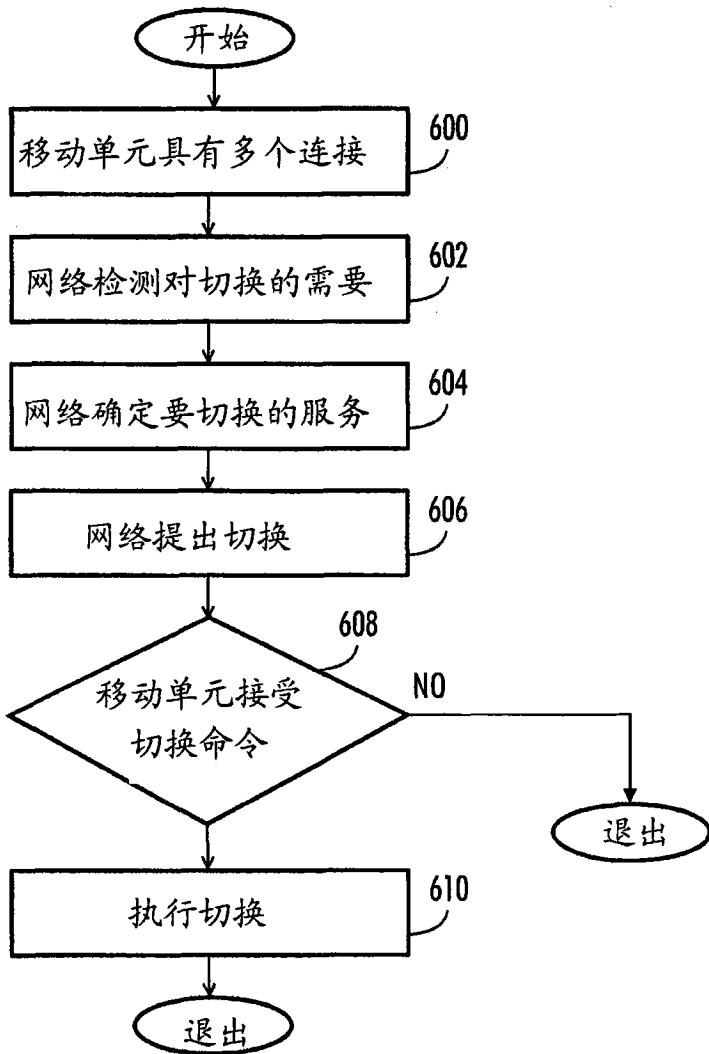 开始
移动单元具有多个连接
600
网络检测对切换的需要
602
网络确定要切换的服务
604
网络提出切换
606
608
移动单元接受
切换命令
NO
退出
执行切换
610
退出